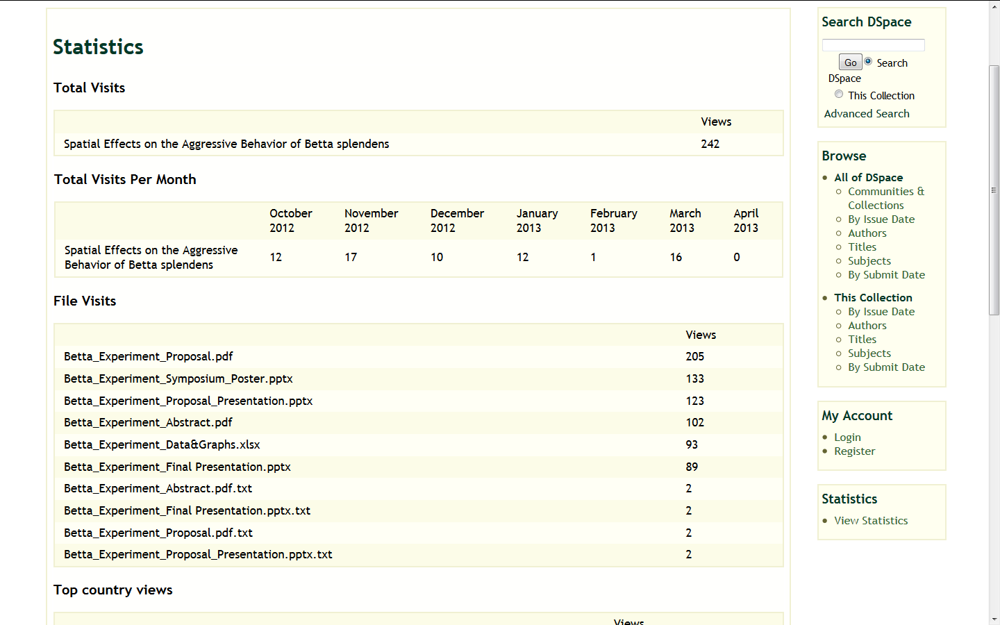 Statistics
Total Visits
Views
Spatial Effects on the Aggressive Behavior of Betta splendens 242
Total Visits Per Month
October 2012 November 2012 December 2012 January 2013 February 2013 March 2013 April 2013
Spatial Effects on the Aggressive Behavior of Betta splendens 12 17 10 12 1 16 0
File Visits
Views
Betta_Experiment_Proposal.pdf 205
Betta_Experiment_Symposium_Poster.pptx 133
Betta_Experiment_Proposal_Presentation.pptx 123
Betta_Experiment_Abstract.pdf 102
Betta_Experiment_Data&Graphs.xlsx 93
Betta_Experiment_Final Presentation.pptx 89
Betta_Experiment_Abstract.pdf.txt 2
Betta_Experiment_Final Presentation.pptx.txt 2
Betta_Experiment_Proposal.pdf.txt 2
Betta_Experiment_Proposal_Presentation.pptx.txt 2
Top country views
Views
Search DSpace
Go Search
DSpace
This Collection
Advanced Search
Browse
All of DSpace
Communities &
Collections
By Issue Date
Authors
Titles
Subjects
By Submit Date
This Collection
By Issue Date
Authors
Titles
Subjects
By Submit Date
My Account
Login
Register
Statistics
View Statistics